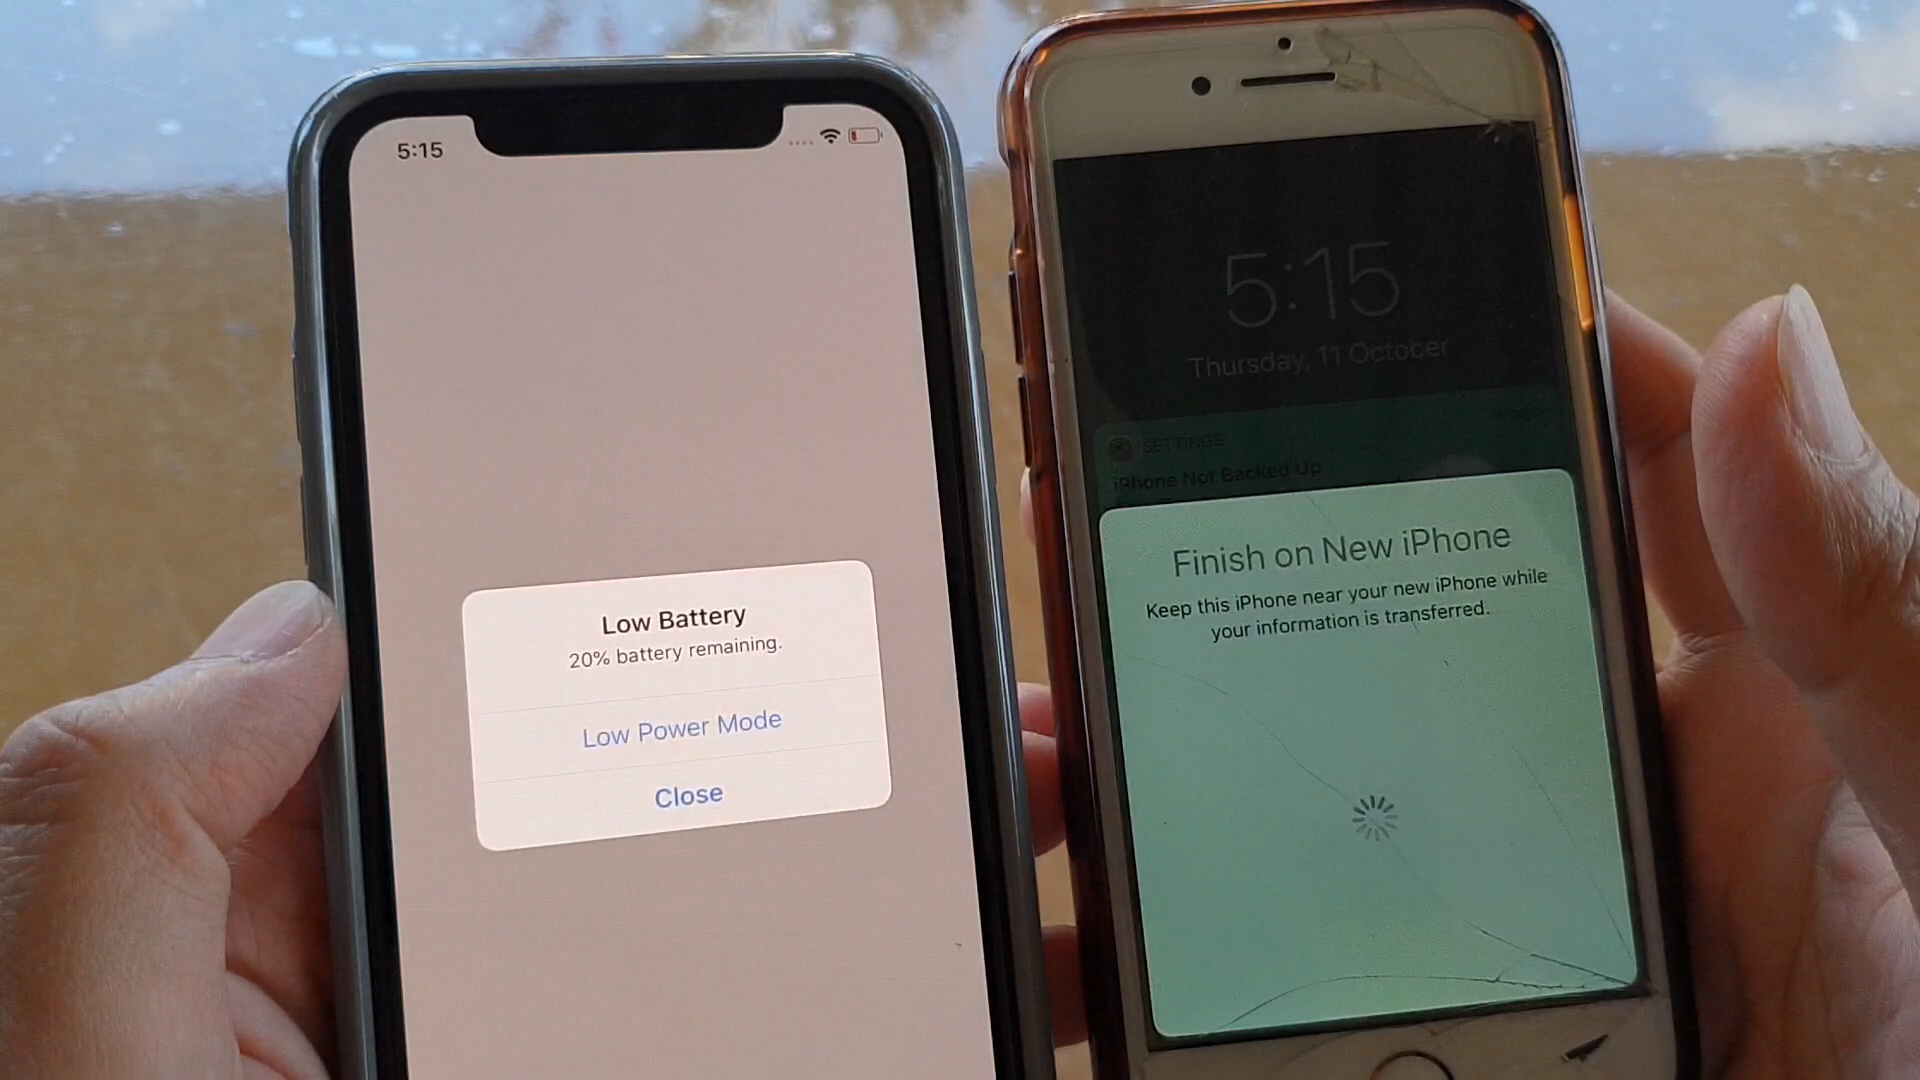 5:15
Low Battery
20% battery remaining.
Low Power Mode
Close
5:15
Thursday, 11 October
SETTINGS
iPhone Not Backed Up
Finish on New iPhone
Keep this iPhone near your new iPhone while
your information is transferred.